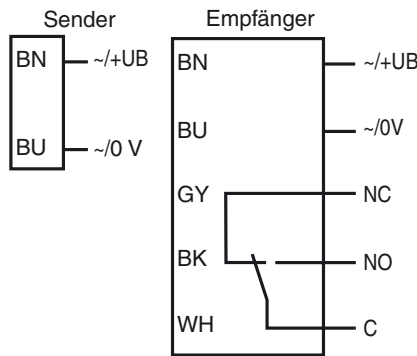 Sender
BN ~/+UB
BU ~/0 V
Empfänger
BN ~/+UB
BU ~/0V
GY NC
BK NO
WH C